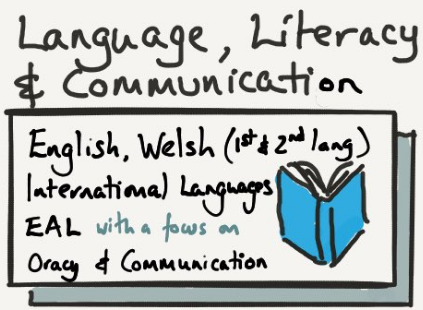 Language, Literacy
& Communication
English, Welsh (1st & 2nd lang)
International Languages
EAL with a focus on
Oracy & Communication